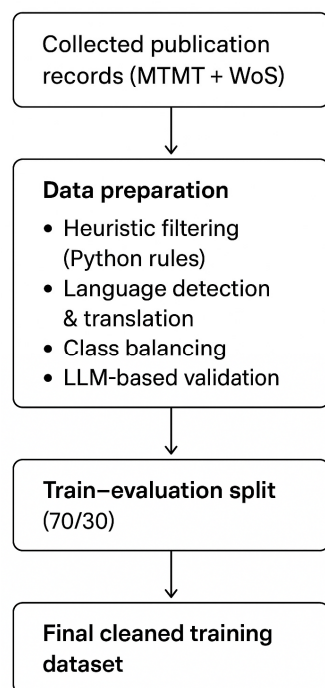 Collected publication
records (MTMT + WoS)
Data preparation
• Heuristic filtering
(Python rules)
• Language detection
& translation
• Class balancing
• LLM-based validation
Train–evaluation split
(70/30)
Final cleaned training
dataset